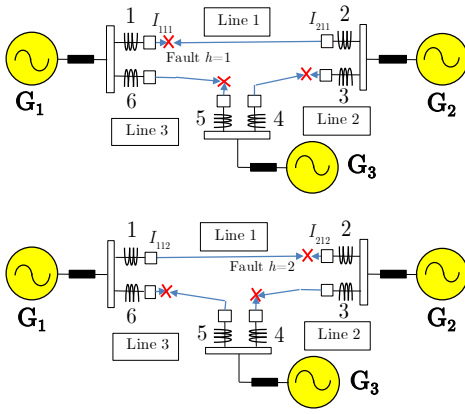 1
I111
Line 1
I211
2
Fault h=1
G1
6
3
G2
Line 3
5
4
Line 2
G3
1
I112
Line 1
I212
2
Fault h=2
G1
6
3
G2
Line 3
5
4
Line 2
G3